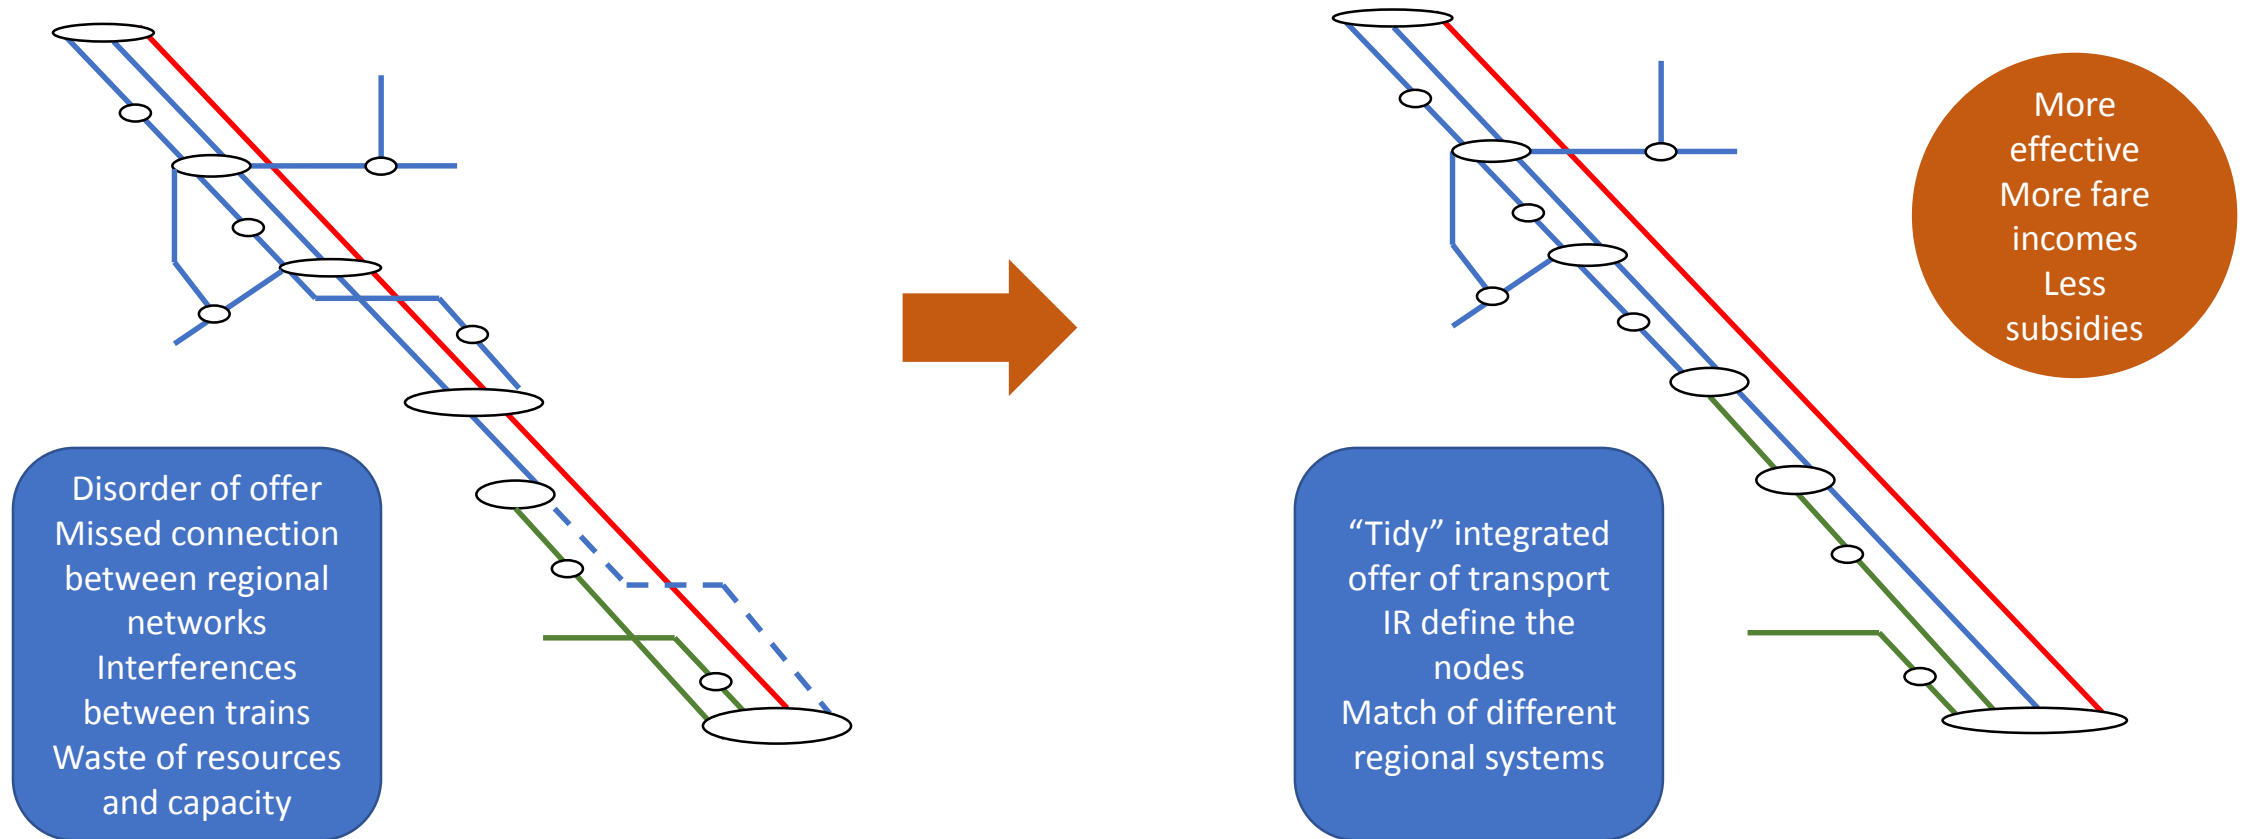 Disorder of offer
Missed connection
between regional
networks
Interferences
between trains
Waste of resources
and capacity
“Tidy” integrated
offer of transport
IR define the
nodes
Match of different
regional systems
More
effective
More fare
incomes
Less
subsidies